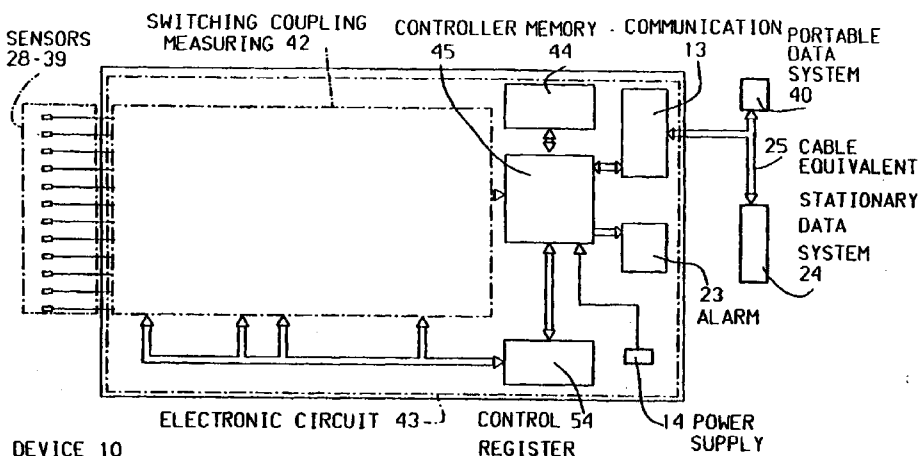 SENSORS
28-39
SWITCHING COUPLING
MEASURING 42
CONTROLLER
45
MEMORY
44
COMMUNICATION
13
PORTABLE
DATA
SYSTEM
40
25 CABLE
EQUIVALENT
STATIONARY
DATA
SYSTEM
24
23
ALARM
ELECTRONIC CIRCUIT 43
CONTROL 54
REGISTER
14 POWER
SUPPLY
DEVICE 10